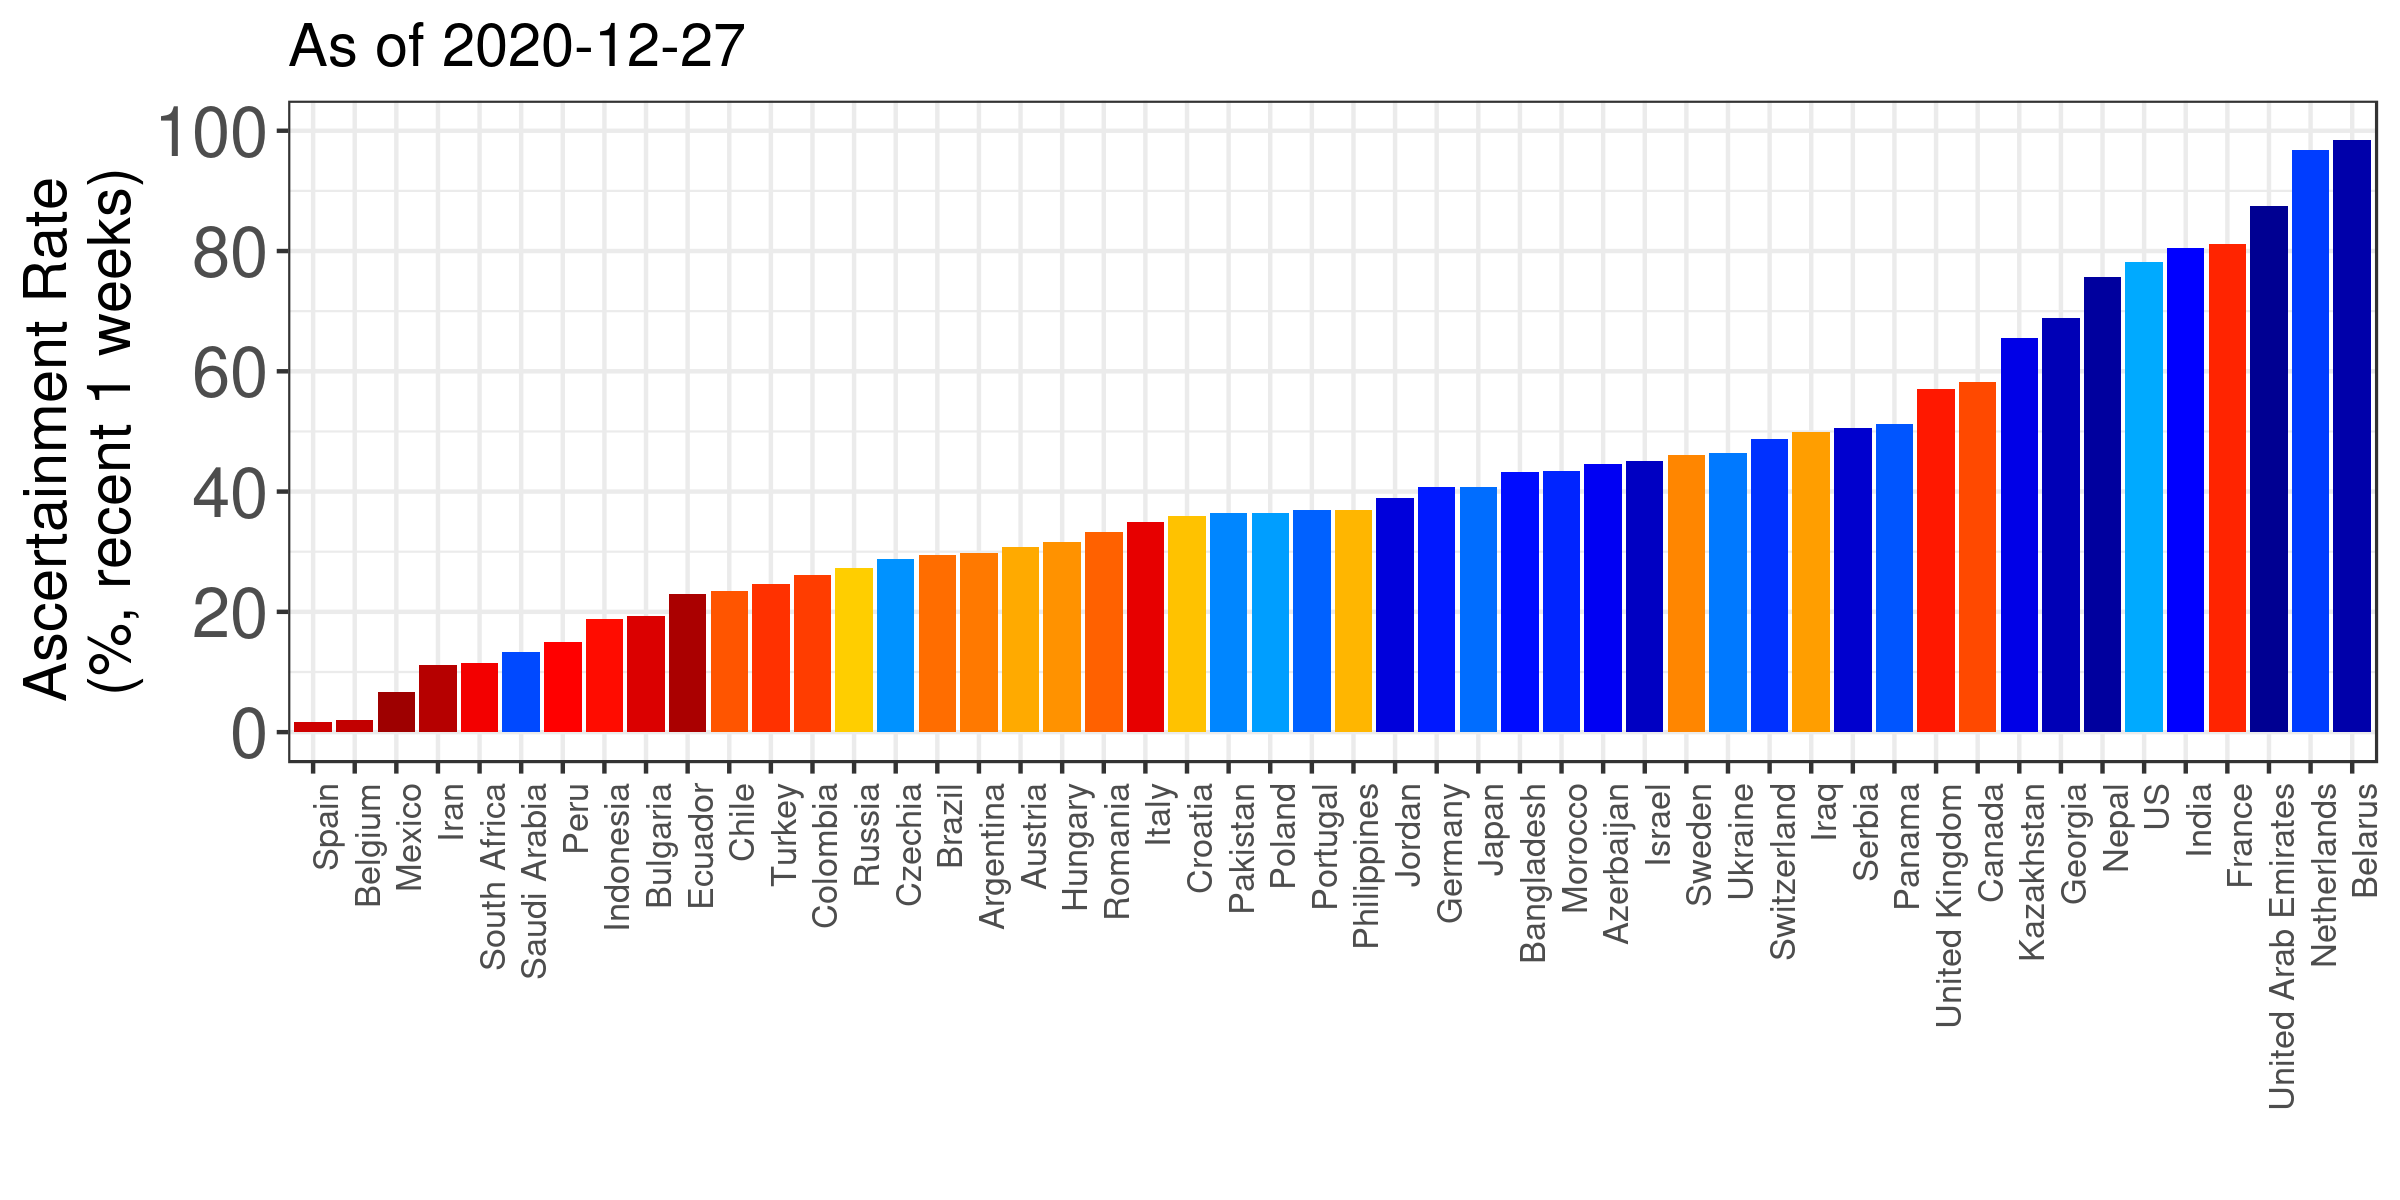 As of 2020-12-27
Ascertainment Rate
(%, recent 1 weeks)
100
80
60
40
20
0
Spain
Belgium
Mexico
Iran
South Africa
Saudi Arabia
Peru
Indonesia
Bulgaria
Ecuador
Chile
Turkey
Colombia
Russia
Czechia
Brazil
Argentina
Austria
Hungary
Romania
Italy
Croatia
Pakistan
Poland
Portugal
Philippines
Jordan
Germany
Japan
Bangladesh
Morocco
Azerbaijan
Israel
Sweden
Ukraine
Switzerland
Iraq
Serbia
Panama
United Kingdom
Canada
Kazakhstan
Georgia
Nepal
US
India
France
United Arab Emirates
Netherlands
Belarus